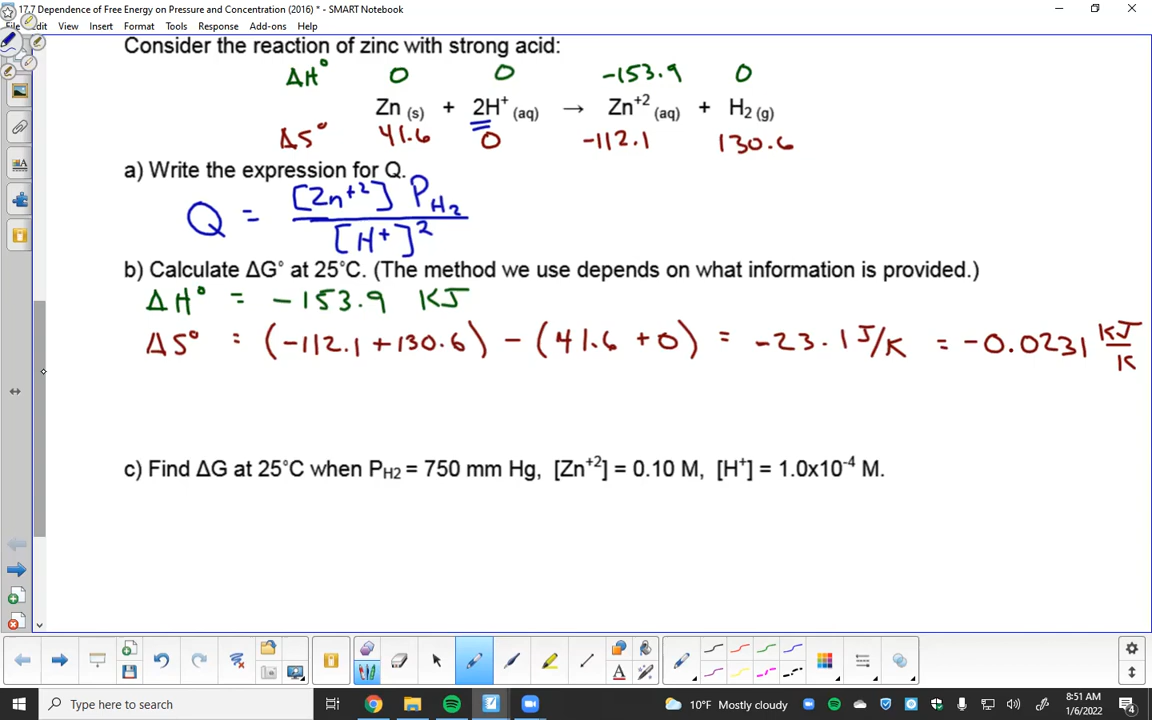 17.7 Dependence of Free Energy on Pressure and Concentration (2016) * - SMART Notebook
File Edit View Insert Format Tools Response Add-ons Help
Consider the reaction of zinc with strong acid:
ΔH° 0 0 -153.9 0
Zn (s) + 2H⁺ (aq) → Zn⁺² (aq) + H₂ (g)
ΔS° 41.6 0 -112.1 130.6
a) Write the expression for Q.
Q = [Zn⁺²] P_H₂ / [H⁺]²
b) Calculate ΔG° at 25°C. (The method we use depends on what information is provided.)
ΔH° = -153.9 KJ
ΔS° = (-112.1 + 130.6) - (41.6 + 0) = -23.1 J/K = -0.0231 KJ/K
c) Find ΔG at 25°C when P_H2 = 750 mm Hg, [Zn⁺²] = 0.10 M, [H⁺] = 1.0x10⁻⁴ M.
Type here to search
10°F Mostly cloudy
8:51 AM
1/6/2022
4